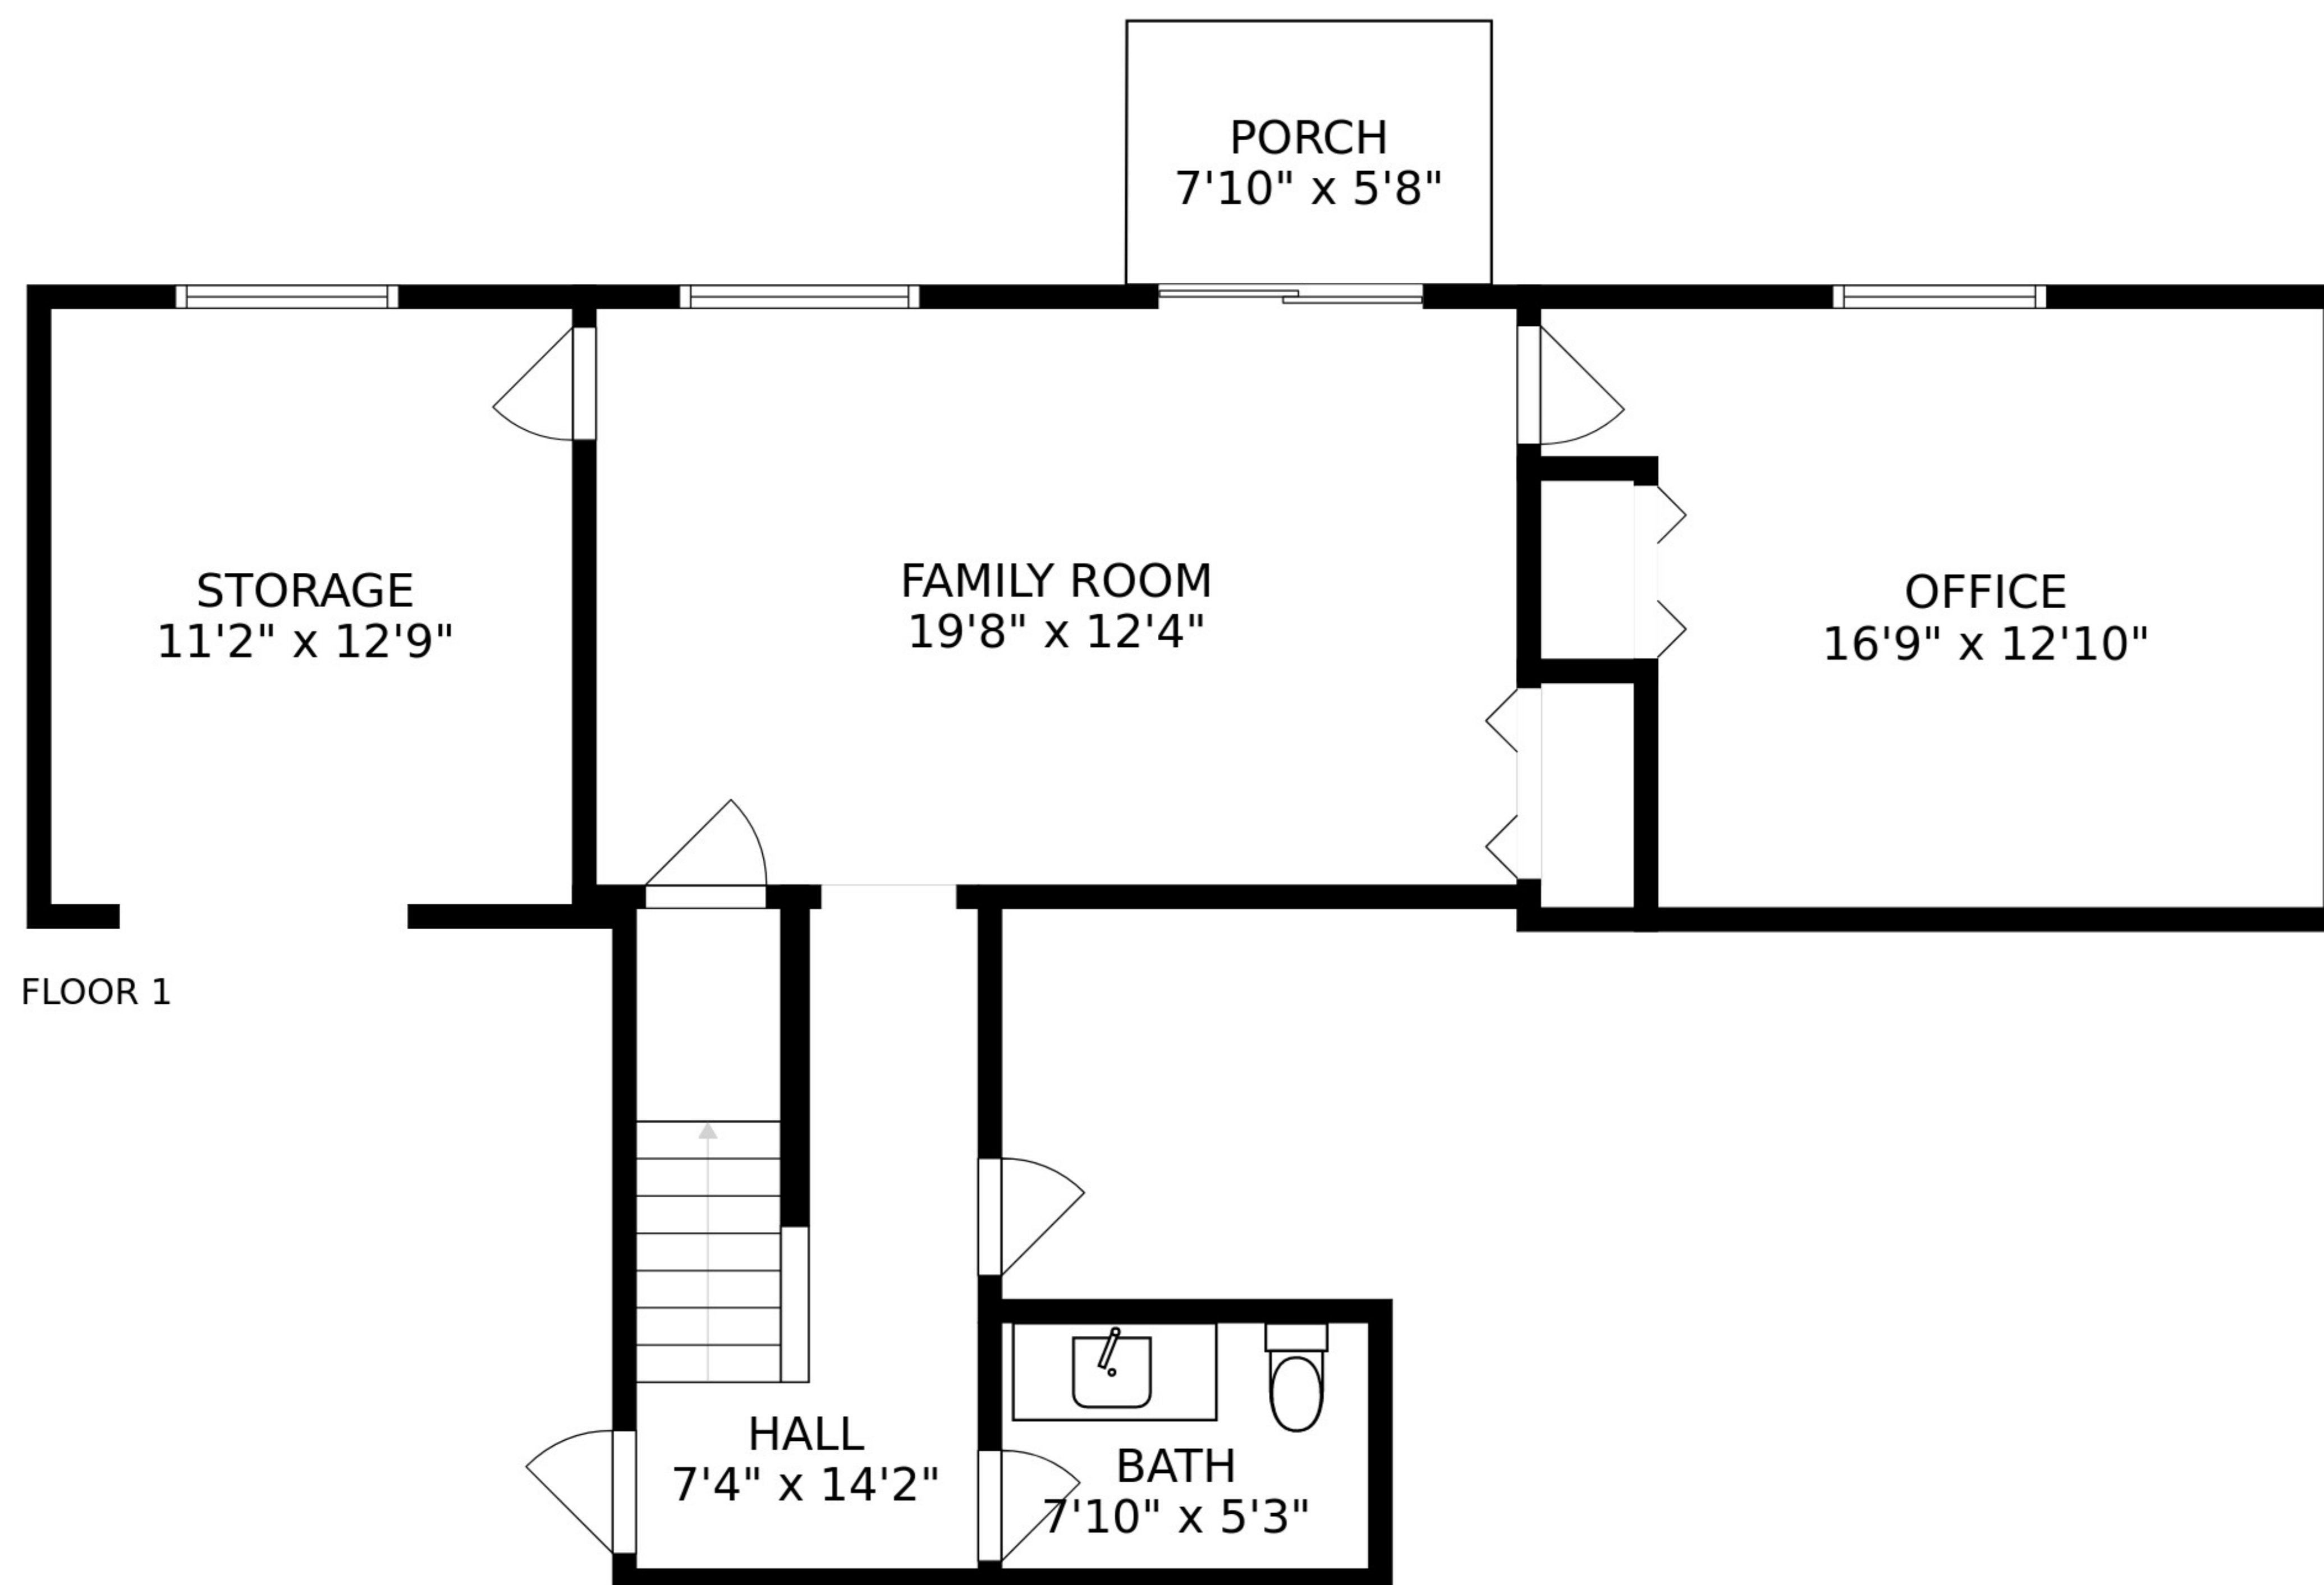 PORCH
7'10" x 5'8"
STORAGE
11'2" x 12'9"
FAMILY ROOM
19'8" x 12'4"
OFFICE
16'9" x 12'10"
FLOOR 1
HALL
7'4" x 14'2"
BATH
7'10" x 5'3"